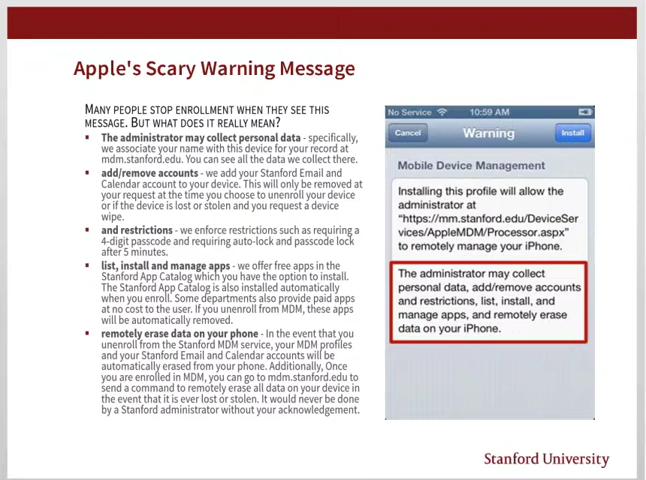 Apple's Scary Warning Message
MANY PEOPLE STOP ENROLLMENT WHEN THEY SEE THIS
MESSAGE. BUT WHAT DOES IT REALLY MEAN?
▪ The administrator may collect personal data - specifically,
we associate your name with this device for your record at
mdm.stanford.edu. You can see all the data we collect there.
▪ add/remove accounts - we add your Stanford Email and
Calendar account to your device. This will only be removed at
your request at the time you choose to unenroll your device
or if the device is lost or stolen and you request a device
wipe.
▪ and restrictions - we enforce restrictions such as requiring a
4-digit passcode and requiring auto-lock and passcode lock
after 5 minutes.
▪ list, install and manage apps - we offer free apps in the
Stanford App Catalog which you have the option to install.
The Stanford App Catalog is also installed automatically
when you enroll. Some departments also provide paid apps
at no cost to the user. If you unenroll from MDM, these apps
will be automatically removed.
▪ remotely erase data on your phone - In the event that you
unenroll from the Stanford MDM service, your MDM profiles
and your Stanford Email and Calendar accounts will be
automatically erased from your phone. Additionally, Once
you are enrolled in MDM, you can go to mdm.stanford.edu to
send a command to remotely erase all data on your device in
the event that it is ever lost or stolen. It would never be done
by a Stanford administrator without your acknowledgement.
No Service 10:59 AM
Cancel Warning Install
Mobile Device Management
Installing this profile will allow the
administrator at
“https://mm.stanford.edu/DeviceSer
vices/AppleMDM/Processor.aspx”
to remotely manage your iPhone.
The administrator may collect
personal data, add/remove accounts
and restrictions, list, install, and
manage apps, and remotely erase
data on your iPhone.
Stanford University